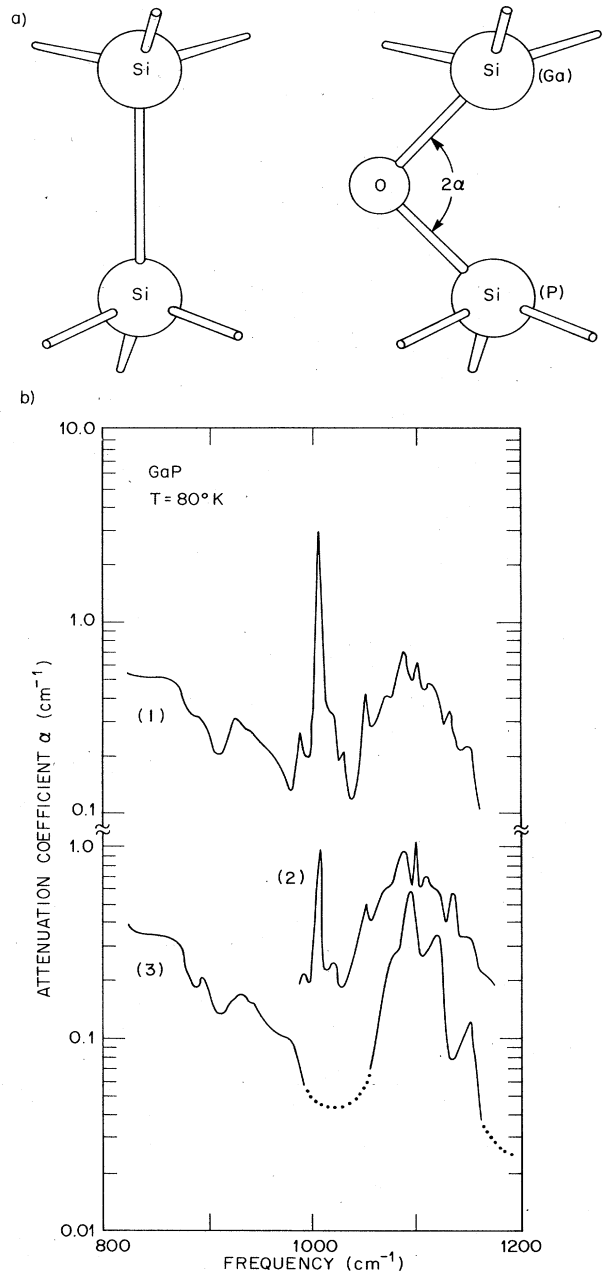 a)
Si
Si
Si
(Ga)
O
2α
Si
(P)
b)
10.0
GaP
T = 80°K
1.0
(1)
0.1
1.0
(2)
(3)
0.1
0.01
ATTENUATION COEFFICIENT α (cm⁻¹)
800
1000
1200
FREQUENCY (cm⁻¹)